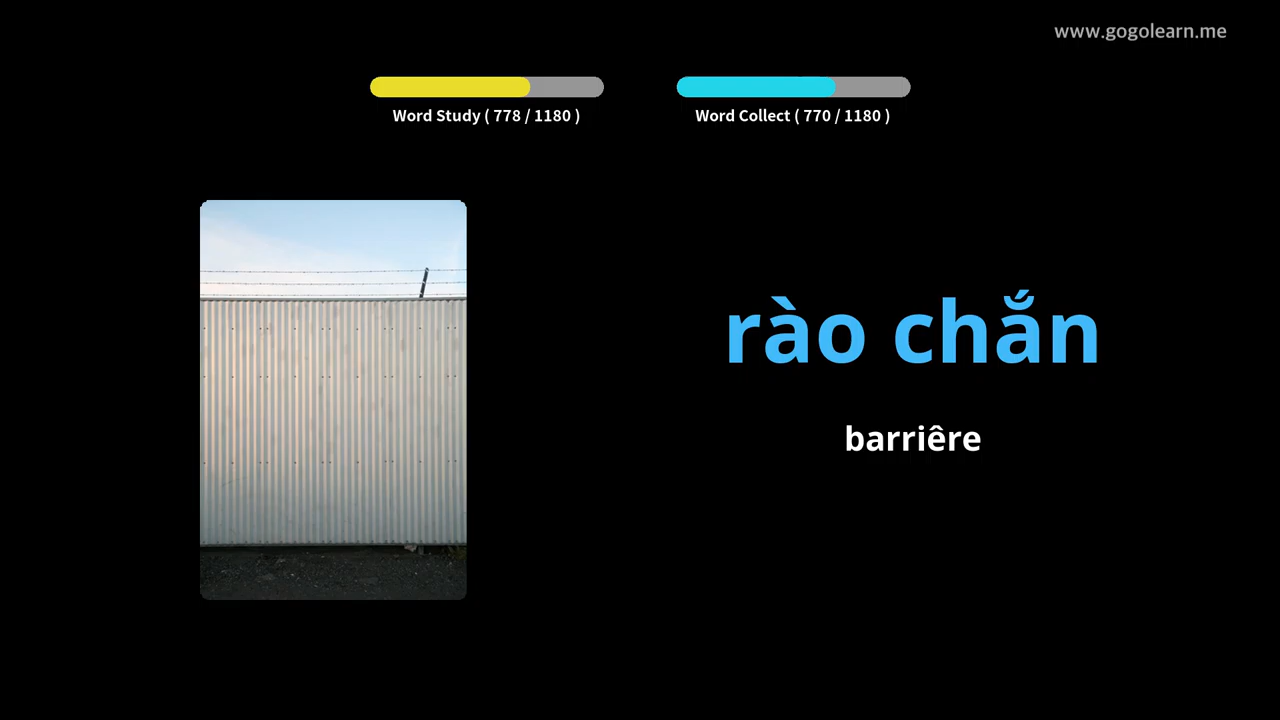 www.gogolearn.me
Word Study ( 778 / 1180 )
Word Collect ( 770 / 1180 )
rào chắn
barriêre